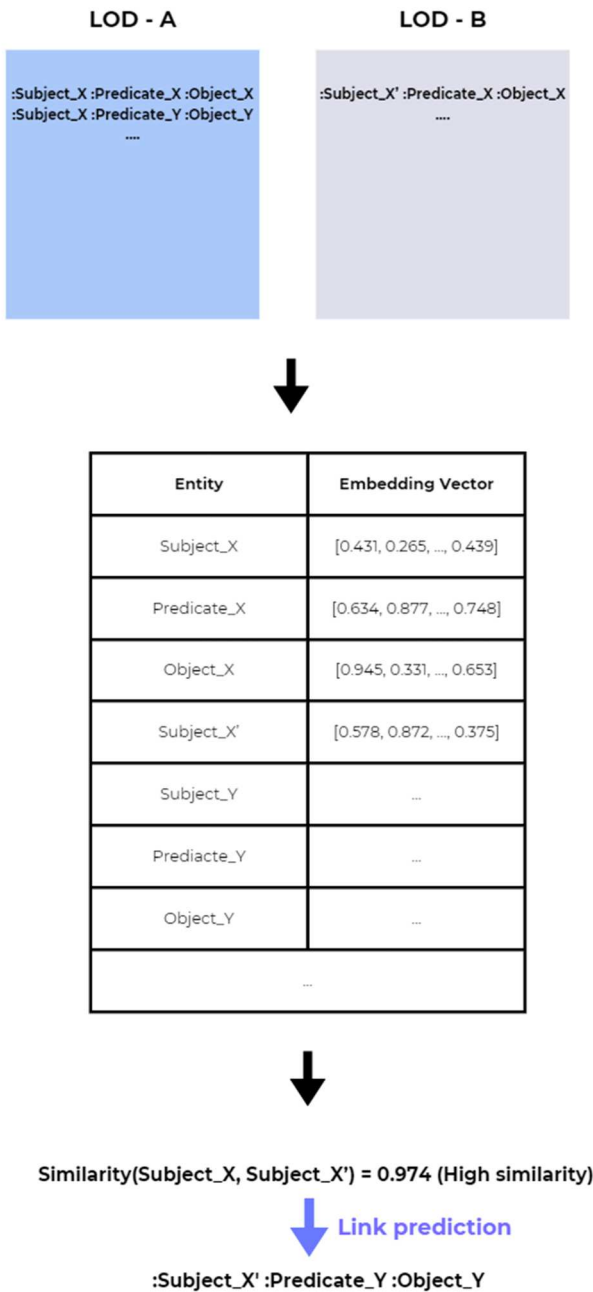 LOD - A
LOD - B
:Subject_X :Predicate_X :Object_X
:Subject_X :Predicate_Y :Object_Y
....
:Subject_X’ :Predicate_X :Object_X
....
Entity
Embedding Vector
Subject_X
[0.431, 0.265, ..., 0.439]
Predicate_X
[0.634, 0.877, ..., 0.748]
Object_X
[0.945, 0.331, ..., 0.653]
Subject_X’
[0.578, 0.872, ..., 0.375]
Subject_Y
...
Prediacte_Y
...
Object_Y
...
...
Similarity(Subject_X, Subject_X’) = 0.974 (High similarity)
Link prediction
:Subject_X' :Predicate_Y :Object_Y